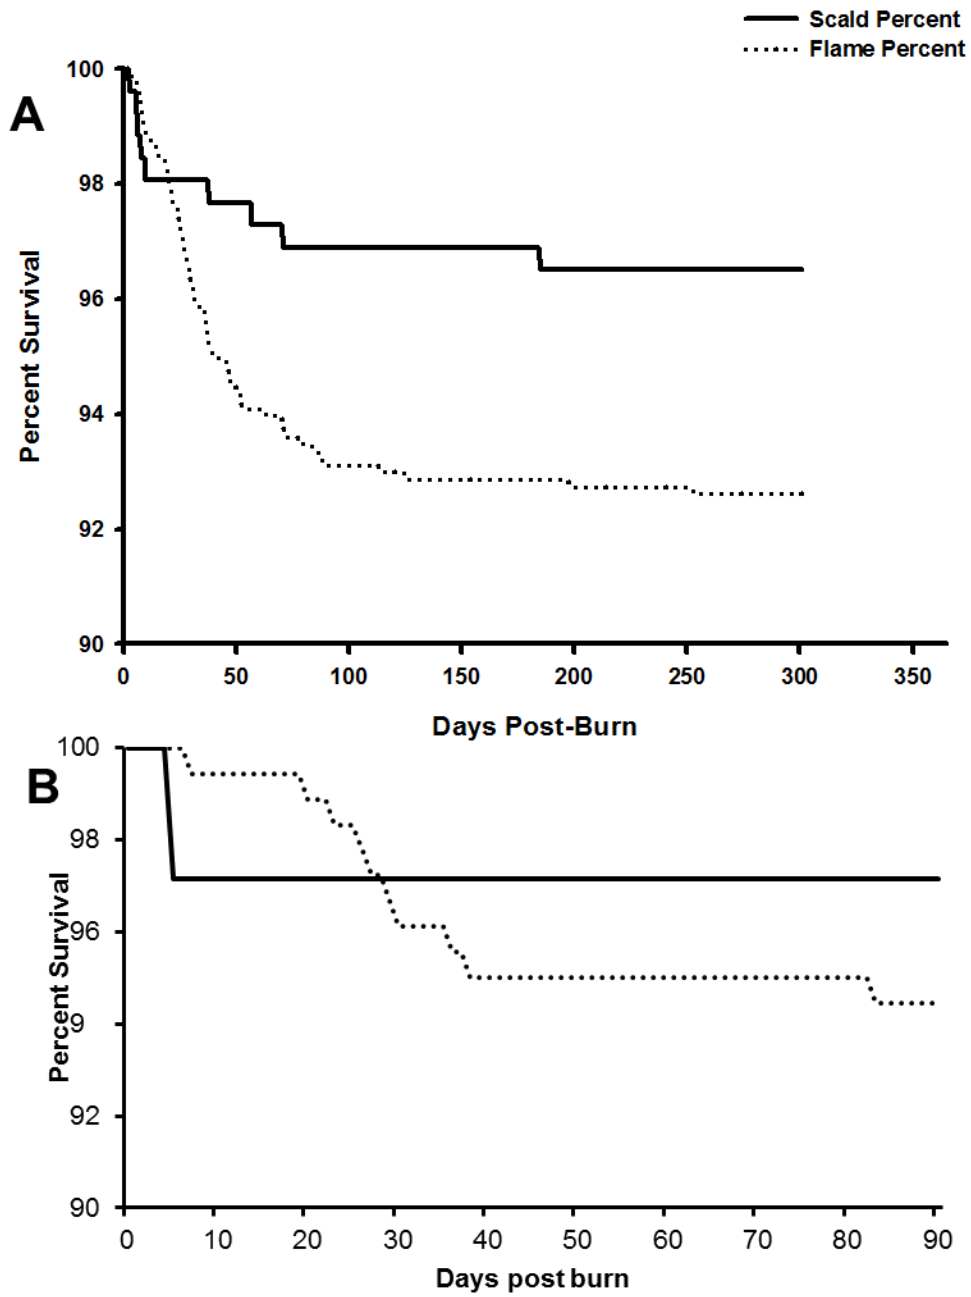 Scald Percent
Flame Percent
A
100
98
96
94
92
90
Percent Survival
0 50 100 150 200 250 300 350
Days Post-Burn
B
100
98
96
9
92
90
Percent Survival
0 10 20 30 40 50 60 70 80 90
Days post burn